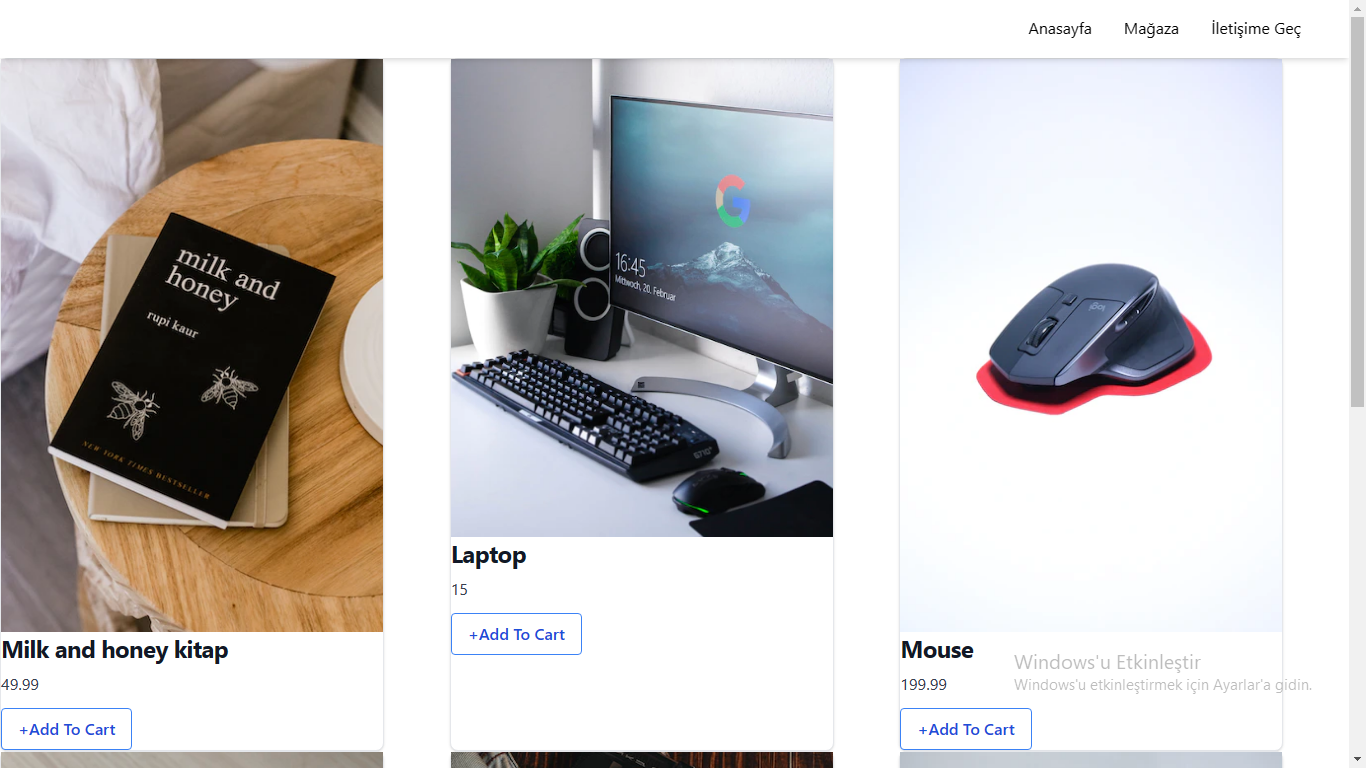 Anasayfa Mağaza İletişime Geç
milk and
honey
rupi kaur
NEW YORK TIMES BESTSELLER
16:45
Mittwoch, 20. Februar
G
G710+
logi
Milk and honey kitap
49.99
+Add To Cart
Laptop
15
+Add To Cart
Mouse
199.99
+Add To Cart
Windows'u Etkinleştir
Windows'u etkinleştirmek için Ayarlar'a gidin.